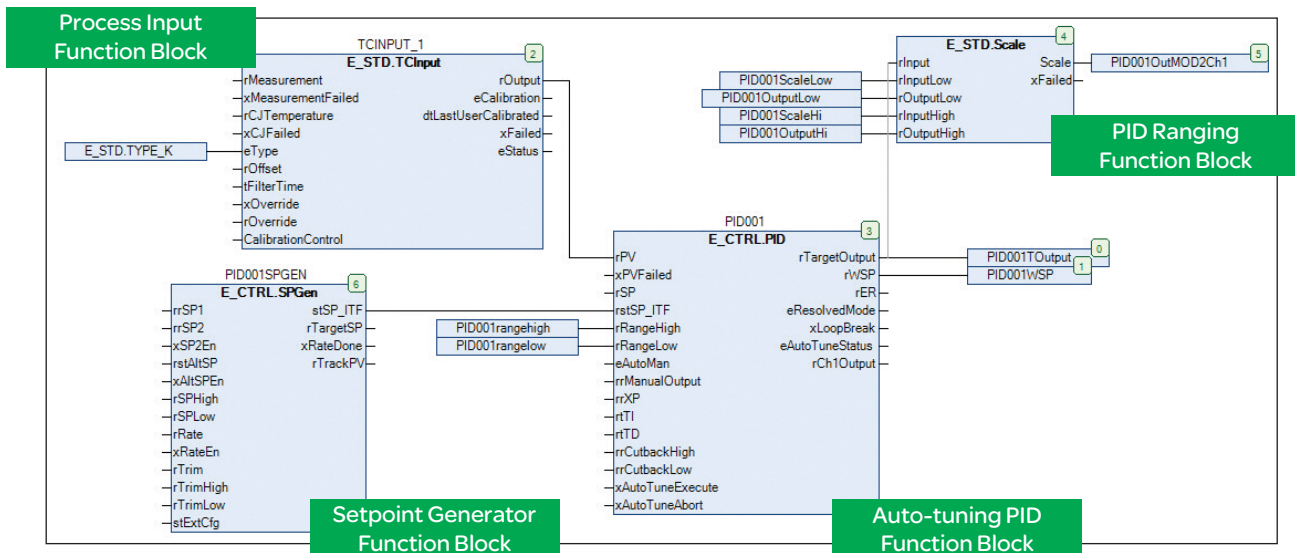 Process Input
Function Block
TCINPUT_1
2
E_STD.TCInput
rMeasurement rOutput
xMeasurementFailed eCalibration
rCJTemperature dtLastUserCalibrated
xCJFailed xFailed
E_STD.TYPE_K eType eStatus
rOffset
tFilterTime
xOverride
rOverride
CalibrationControl
4
E_STD.Scale
rInput Scale PID001OutMOD2Ch1 5
PID001ScaleLow rInputLow xFailed
PID001OutputLow rOutputLow
PID001ScaleHi rInputHigh
PID001OutputHi rOutputHigh
PID Ranging
Function Block
PID001SPGEN
6
E_CTRL.SPGen
rrSP1 stSP_ITF
rrSP2 rTargetSP
xSP2En xRateDone
rstAltSP rTrackPV
xAltSPEn
rSPHigh
rSPLow
rRate
xRateEn
rTrim
rTrimHigh
rTrimLow
stExtCfg
Setpoint Generator
Function Block
PID001
3
E_CTRL.PID
rPV rTargetOutput PID001TOutput 0
xPVFailed rWSP PID001WSP 1
rSP rER
rstSP_ITF eResolvedMode
PID001rangehigh rRangeHigh xLoopBreak
PID001rangelow rRangeLow eAutoTuneStatus
eAutoMan rCh1Output
rrManualOutput
rrXP
rtTI
rtTD
rrCutbackHigh
rrCutbackLow
xAutoTuneExecute
xAutoTuneAbort
Auto-tuning PID
Function Block